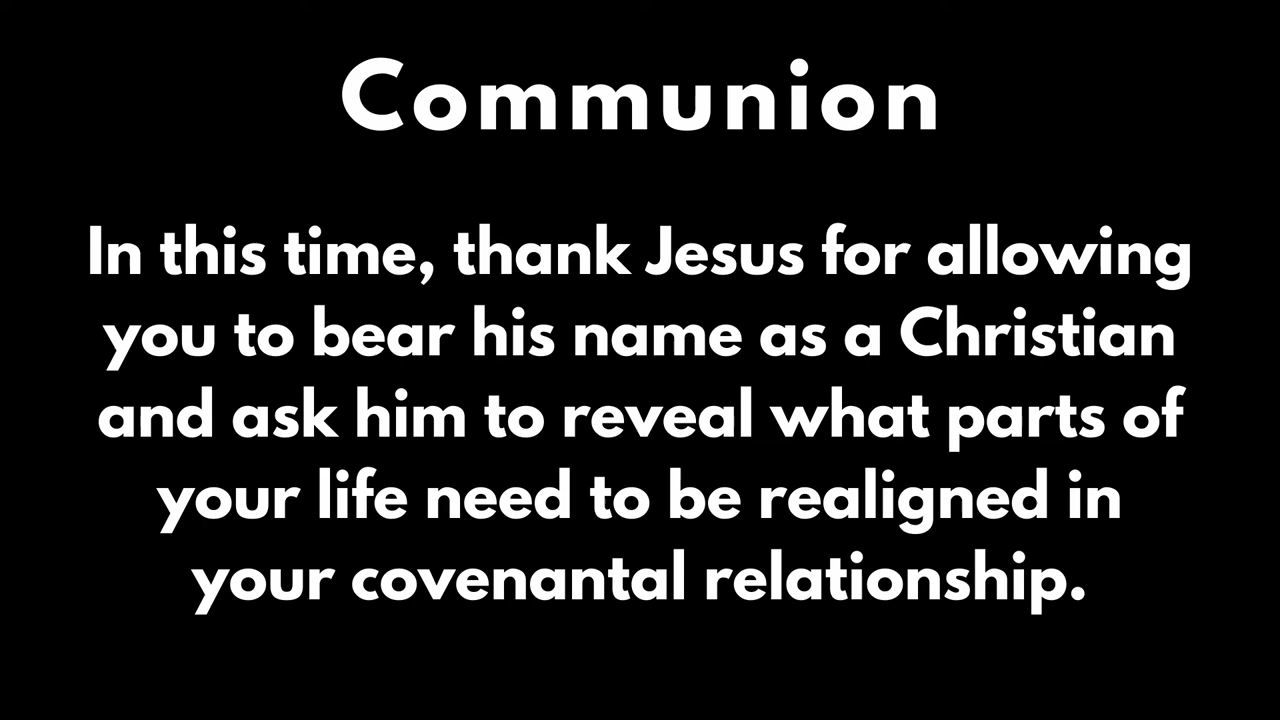 Communion
In this time, thank Jesus for allowing
you to bear his name as a Christian
and ask him to reveal what parts of
your life need to be realigned in
your covenantal relationship.